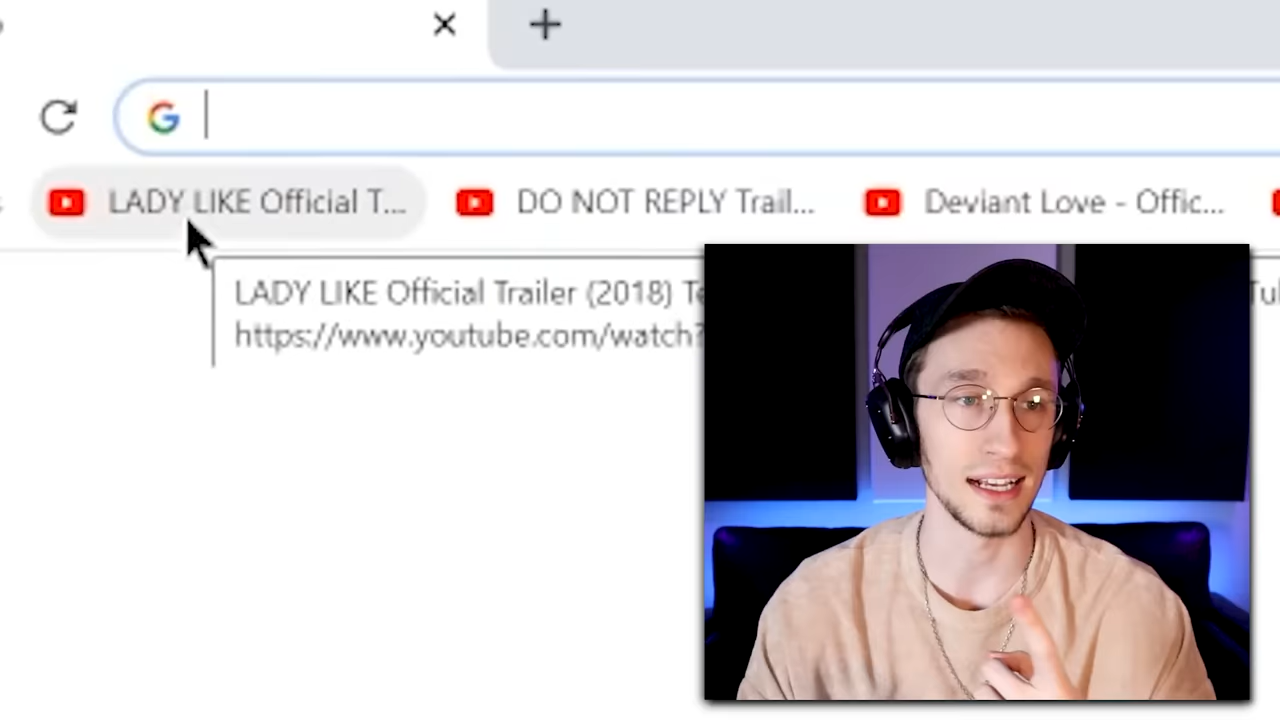 LADY LIKE Official T...
DO NOT REPLY Trail...
Deviant Love - Offic...
LADY LIKE Official Trailer (2018)
https://www.youtube.com/watch?